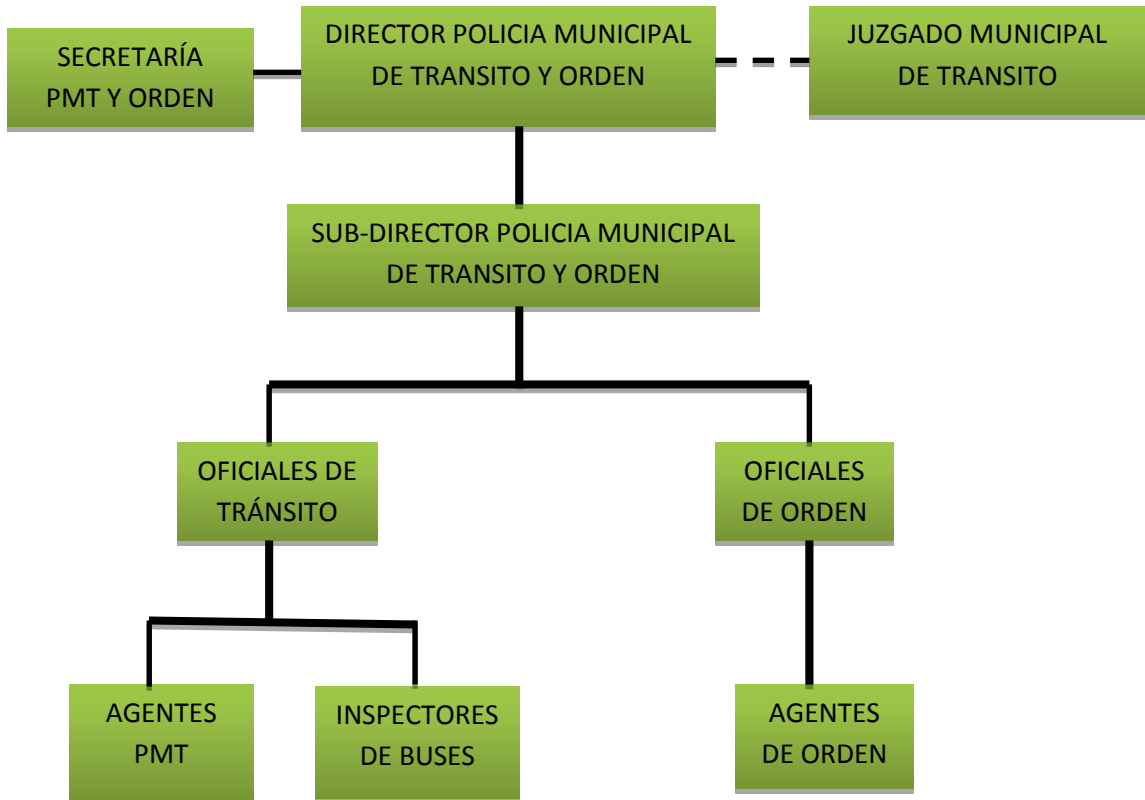 SECRETARÍA
PMT Y ORDEN
DIRECTOR POLICIA MUNICIPAL
DE TRANSITO Y ORDEN
JUZGADO MUNICIPAL
DE TRANSITO
SUB-DIRECTOR POLICIA MUNICIPAL
DE TRANSITO Y ORDEN
OFICIALES DE
TRÁNSITO
OFICIALES
DE ORDEN
AGENTES
PMT
INSPECTORES
DE BUSES
AGENTES
DE ORDEN